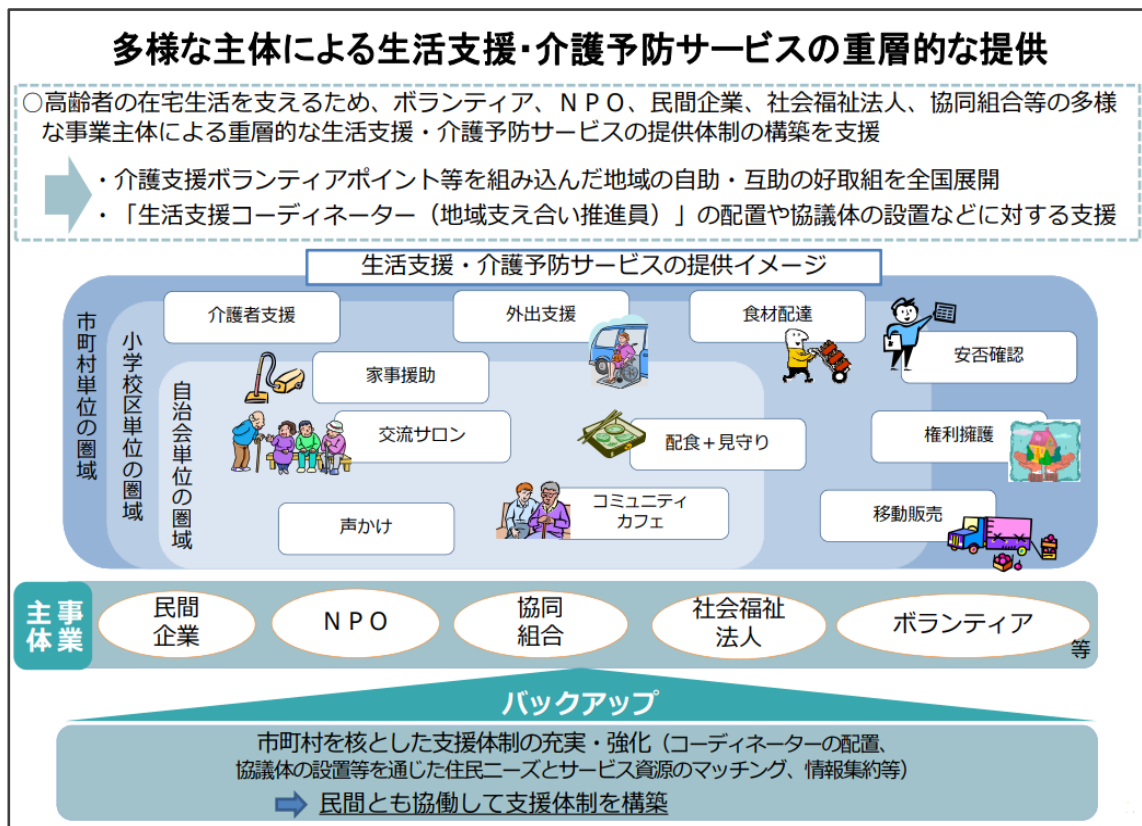 多様な主体による生活支援・介護予防サービスの重層的な提供
○高齢者の在宅生活を支えるため、ボランティア、ＮＰＯ、民間企業、社会福祉法人、協同組合等の多様
な事業主体による重層的な生活支援・介護予防サービスの提供体制の構築を支援
・介護支援ボランティアポイント等を組み込んだ地域の自助・互助の好取組を全国展開
・「生活支援コーディネーター（地域支え合い推進員）」の配置や協議体の設置などに対する支援
生活支援・介護予防サービスの提供イメージ
市町村単位の圏域
小学校区単位の圏域
自治会単位の圏域
介護者支援
外出支援
食材配達
安否確認
家事援助
交流サロン
配食＋見守り
権利擁護
声かけ
コミュニティ
カフェ
移動販売
事業
主体
民間
企業
ＮＰＯ
協同
組合
社会福祉
法人
ボランティア
等
バックアップ
市町村を核とした支援体制の充実・強化（コーディネーターの配置、
協議体の設置等を通じた住民ニーズとサービス資源のマッチング、情報集約等）
民間とも協働して支援体制を構築